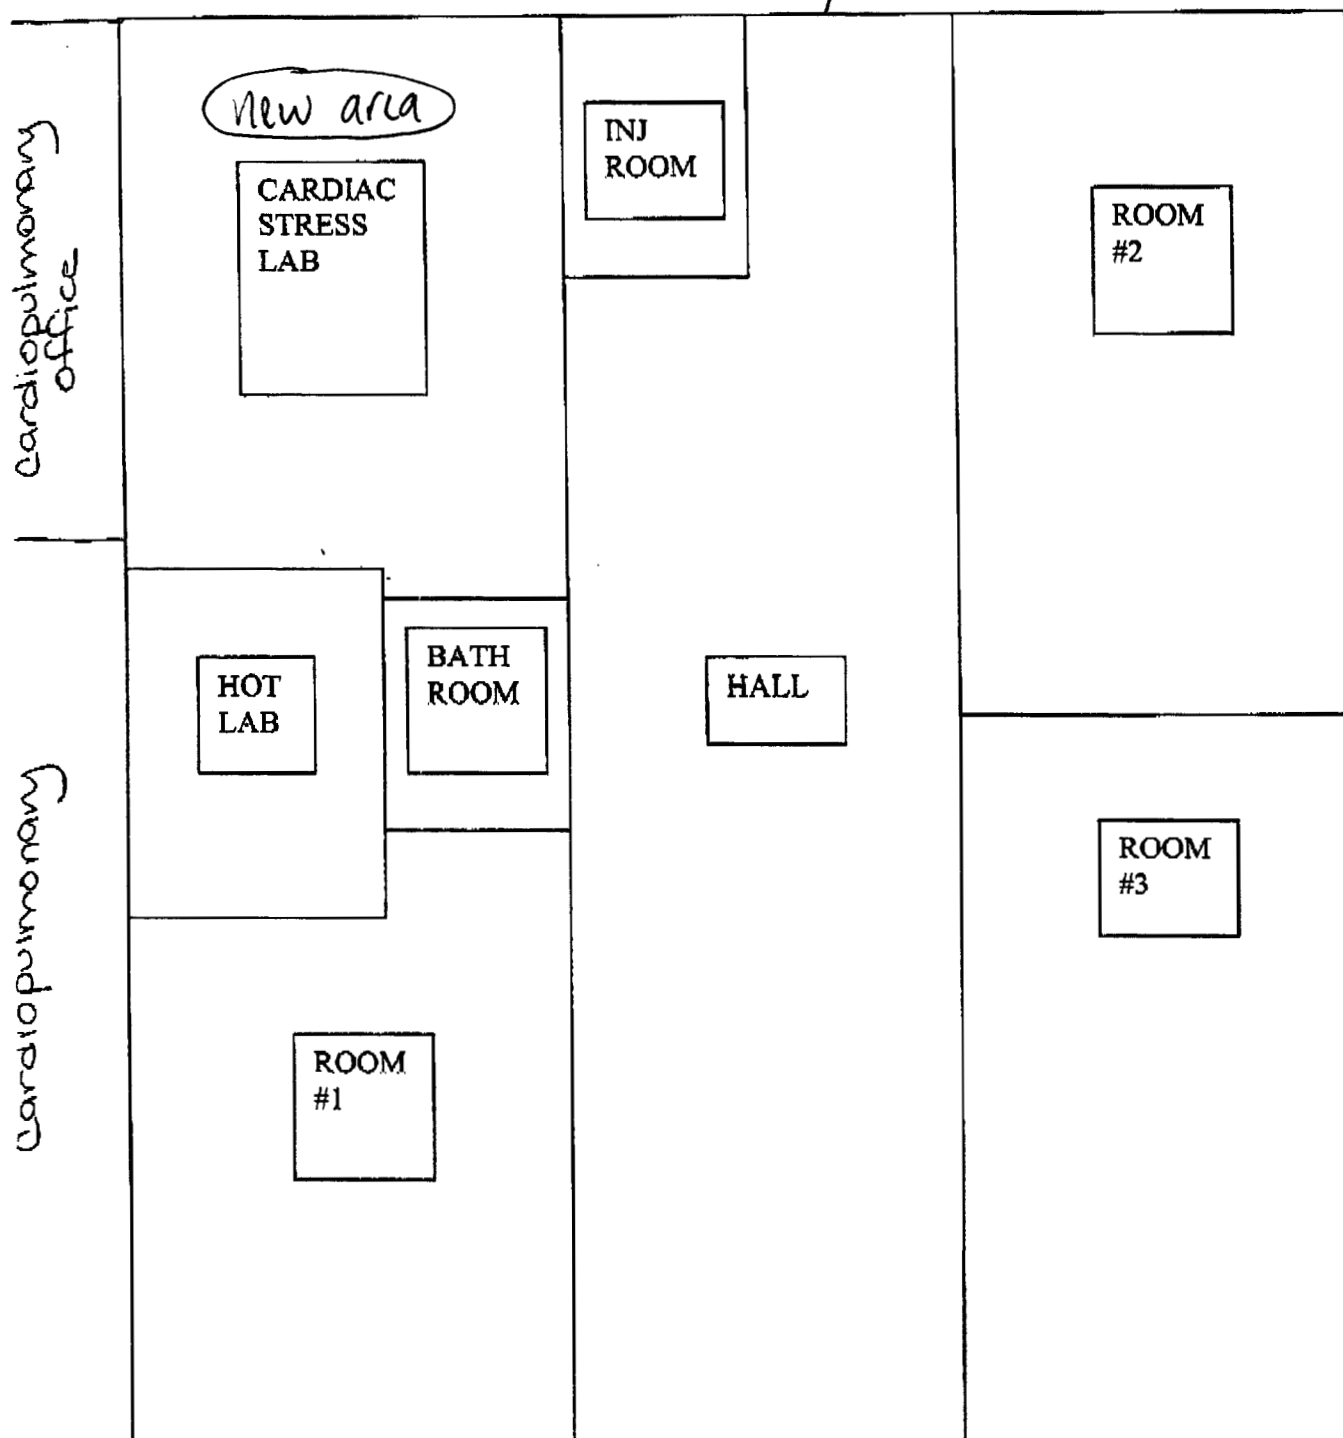 new area
CARDIAC
STRESS
LAB
INJ
ROOM
ROOM
#2
cardiopulmonary
office
HOT
LAB
BATH
ROOM
HALL
ROOM
#3
cardiopulmonary
ROOM
#1